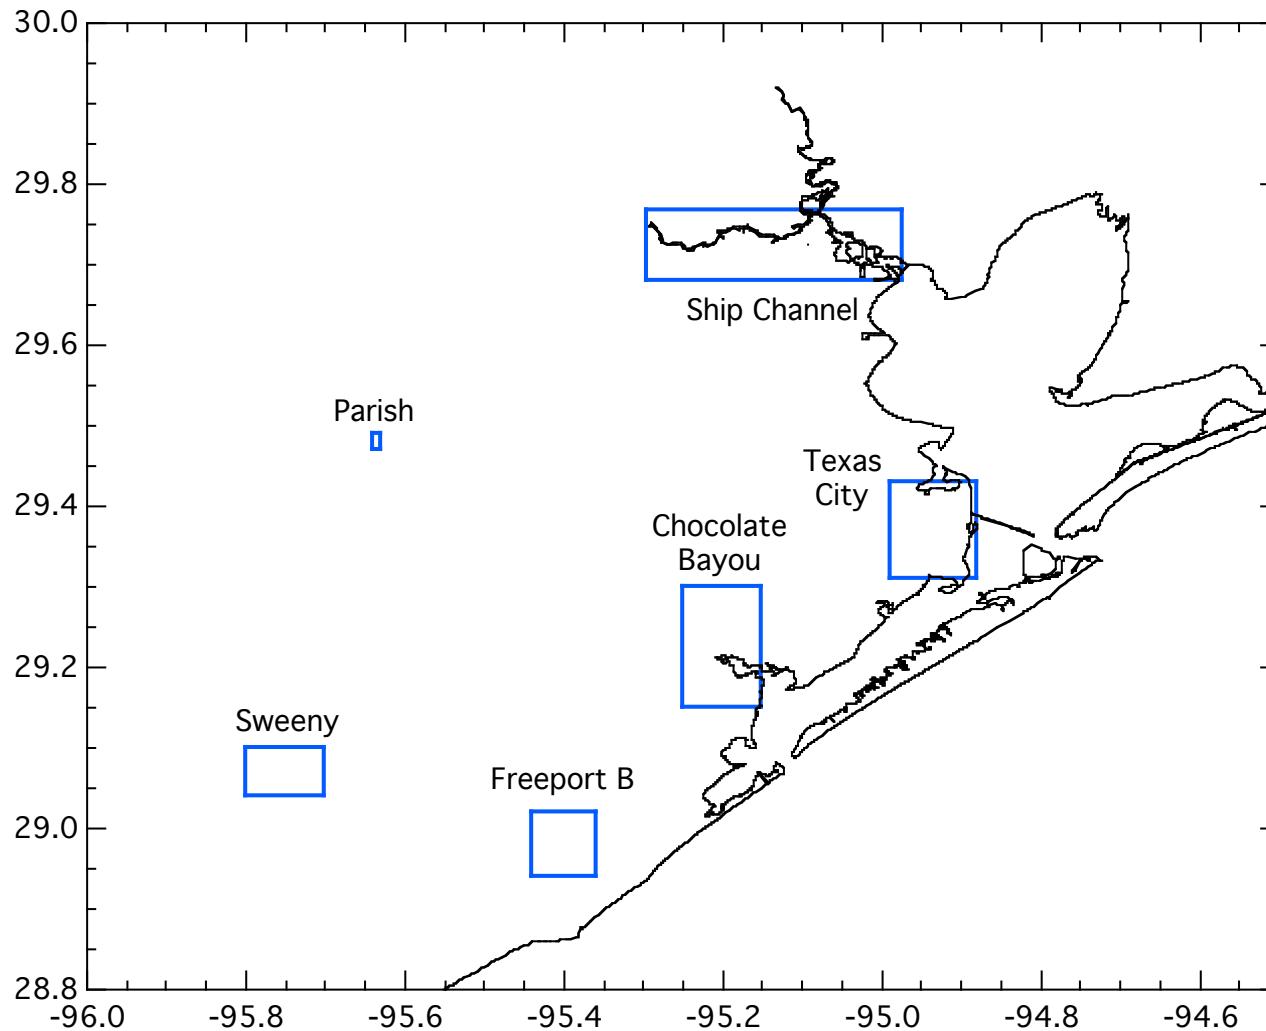 30.0
29.8
Ship Channel
29.6
Parish
Texas
City
29.4
Chocolate
Bayou
29.2
Sweeny
Freeport B
29.0
28.8
-96.0 -95.8 -95.6 -95.4 -95.2 -95.0 -94.8 -94.6